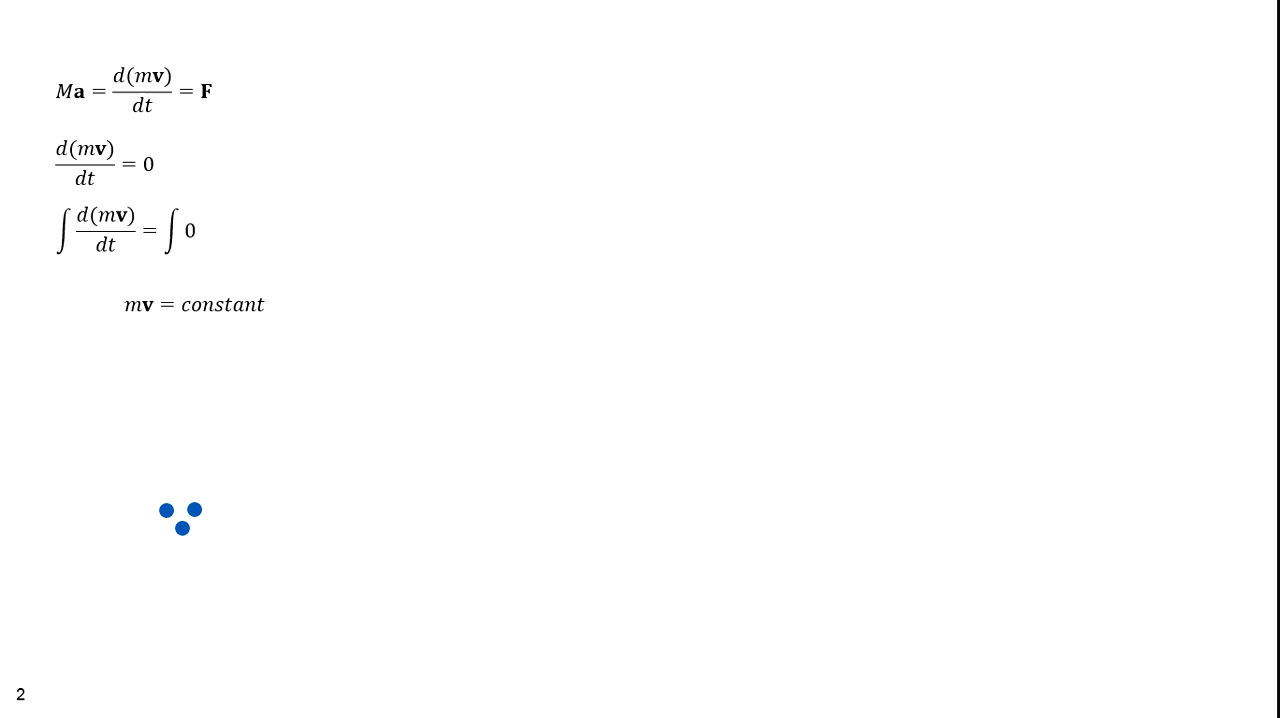 M𝐚 = d(m𝐯)/dt = 𝐅
d(m𝐯)/dt = 0
∫ d(m𝐯)/dt = ∫ 0
m𝐯 = constant
2